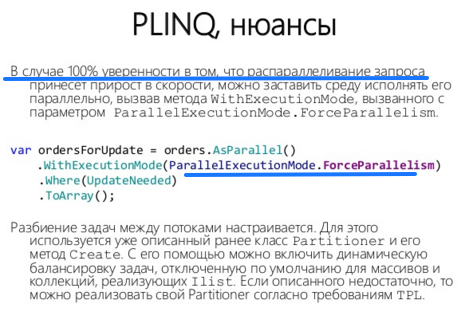 PLINQ, нюансы
В случае 100% уверенности в том, что распараллеливание запроса
принесет прирост в скорости, можно заставить среду исполнять его
параллельно, вызвав метода WithExecutionMode, вызванного с
параметром ParallelExecutionMode.ForceParallelism.
var ordersForUpdate = orders.AsParallel()
.WithExecutionMode(ParallelExecutionMode.ForceParallelism)
.Where(UpdateNeeded)
.ToArray();
Разбиение задач между потоками настраивается. Для этого
используется уже описанный ранее класс Partitioner и его
метод Create. С его помощью можно включить динамическую
балансировку задач, отключенную по умолчанию для массивов и
коллекций, реализующих Ilist. Если описанного недостаточно, то
можно реализовать свой Partitioner согласно требованиям TPL.